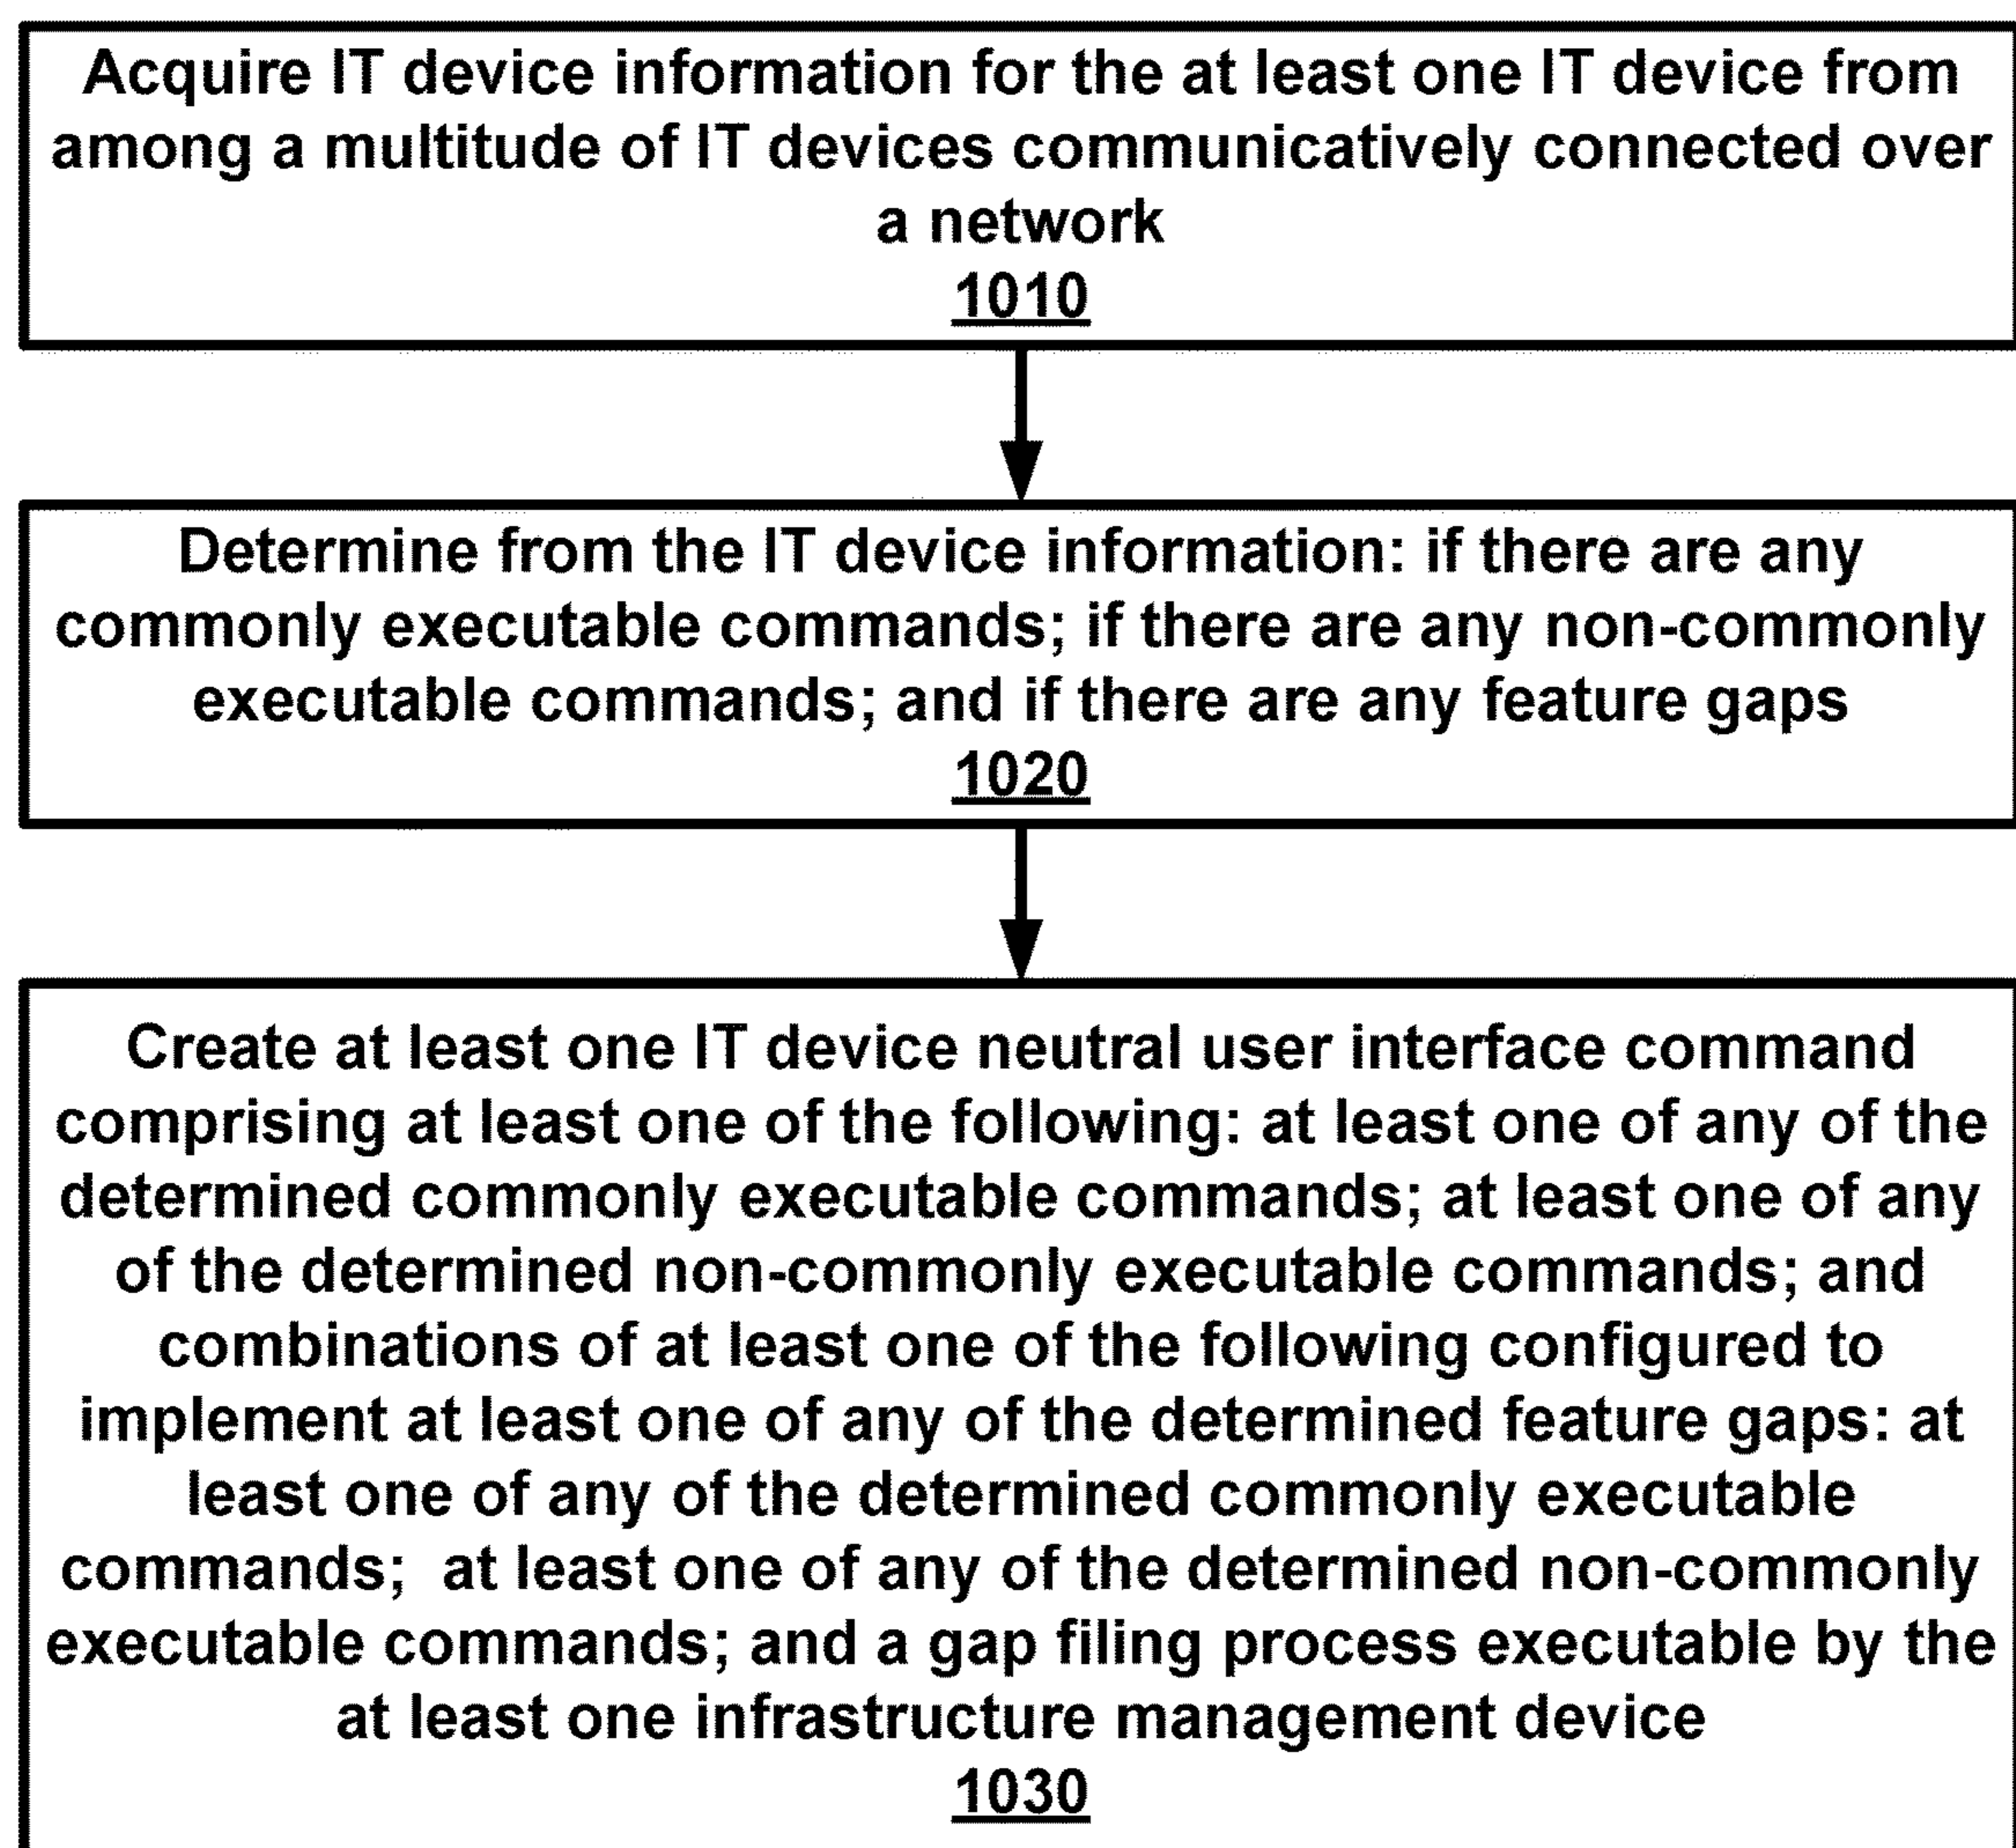 Acquire IT device information for the at least one IT device from
among a multitude of IT devices communicatively connected over
a network
1010
Determine from the IT device information: if there are any
commonly executable commands; if there are any non-commonly
executable commands; and if there are any feature gaps
1020
Create at least one IT device neutral user interface command
comprising at least one of the following: at least one of any of the
determined commonly executable commands; at least one of any
of the determined non-commonly executable commands; and
combinations of at least one of the following configured to
implement at least one of any of the determined feature gaps: at
least one of any of the determined commonly executable
commands;  at least one of any of the determined non-commonly
executable commands; and a gap filing process executable by the
at least one infrastructure management device
1030